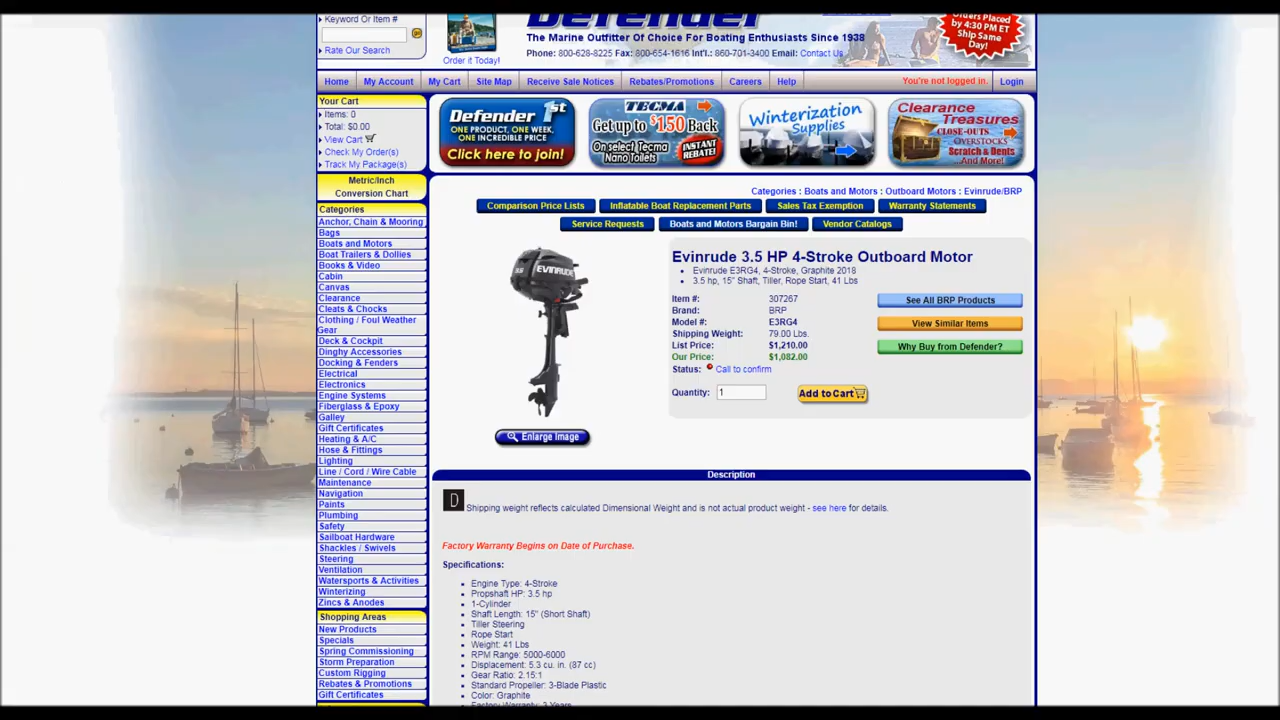 Keyword Or Item #
Rate Our Search
Order it Today!
Defender
The Marine Outfitter Of Choice For Boating Enthusiasts Since 1938
Phone: 800-628-8225 Fax: 800-654-1616 Int'l.: 860-701-3400 Email: Contact Us
Orders Placed
by 4:30 PM ET
Ship Same
Day!
Home
My Account
My Cart
Site Map
Receive Sale Notices
Rebates/Promotions
Careers
Help
You're not logged in.
Login
Your Cart
Items: 0
Total: $0.00
View Cart
Check My Order(s)
Track My Package(s)
Metric/Inch
Conversion Chart
Categories
Anchor, Chain & Mooring
Bags
Boats and Motors
Boat Trailers & Dollies
Books & Video
Cabin
Canvas
Clearance
Cleats & Chocks
Clothing / Foul Weather
Gear
Deck & Cockpit
Dinghy Accessories
Docking & Fenders
Electrical
Electronics
Engine Systems
Fiberglass & Epoxy
Galley
Gift Certificates
Heating & A/C
Hose & Fittings
Lighting
Line / Cord / Wire Cable
Maintenance
Navigation
Paints
Plumbing
Safety
Sailboat Hardware
Shackles / Swivels
Steering
Ventilation
Watersports & Activities
Winterizing
Zincs & Anodes
Shopping Areas
New Products
Specials
Spring Commissioning
Storm Preparation
Custom Rigging
Rebates & Promotions
Gift Certificates
Defender 1st
ONE PRODUCT, ONE WEEK,
ONE INCREDIBLE PRICE
Click here to join!
TECMA
Get up to $150 Back
On select Tecma
Nano Toilets
INSTANT
REBATE!
Winterization
Supplies
Clearance
Treasures
CLOSE-OUTS
OVERSTOCKS
Scratch & Dents
...And More!
Categories : Boats and Motors : Outboard Motors : Evinrude/BRP
Comparison Price Lists
Inflatable Boat Replacement Parts
Sales Tax Exemption
Warranty Statements
Service Requests
Boats and Motors Bargain Bin!
Vendor Catalogs
3.5 EVINRUDE
Enlarge Image
Evinrude 3.5 HP 4-Stroke Outboard Motor
Evinrude E3RG4, 4-Stroke, Graphite 2018
3.5 hp, 15" Shaft, Tiller, Rope Start, 41 Lbs
Item #: 307267
Brand: BRP
Model #: E3RG4
Shipping Weight: 79.00 Lbs.
List Price: $1,210.00
Our Price: $1,082.00
Status: Call to confirm
Quantity: 1
Add to Cart
See All BRP Products
View Similar Items
Why Buy from Defender?
Description
D Shipping weight reflects calculated Dimensional Weight and is not actual product weight - see here for details.
Factory Warranty Begins on Date of Purchase.
Specifications:
Engine Type: 4-Stroke
Propshaft HP: 3.5 hp
1-Cylinder
Shaft Length: 15" (Short Shaft)
Tiller Steering
Rope Start
Weight: 41 Lbs
RPM Range: 5000-6000
Displacement: 5.3 cu. in. (87 cc)
Gear Ratio: 2.15:1
Standard Propeller: 3-Blade Plastic
Color: Graphite
Factory Warranty: 3 Years